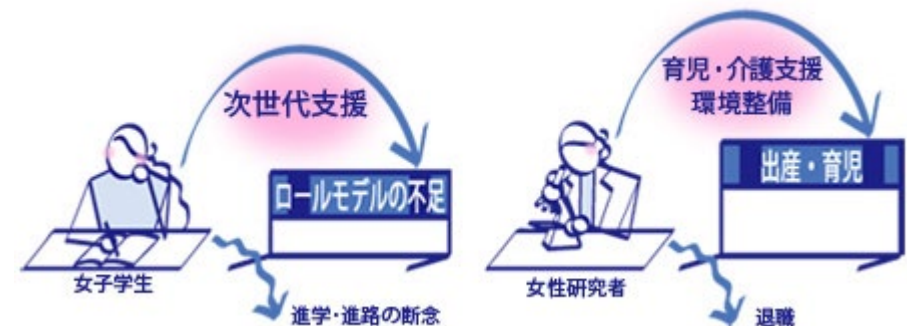 次世代支援
ロールモデルの不足
女子学生
進学・進路の断念
育児・介護支援
環境整備
出産・育児
女性研究者
退職